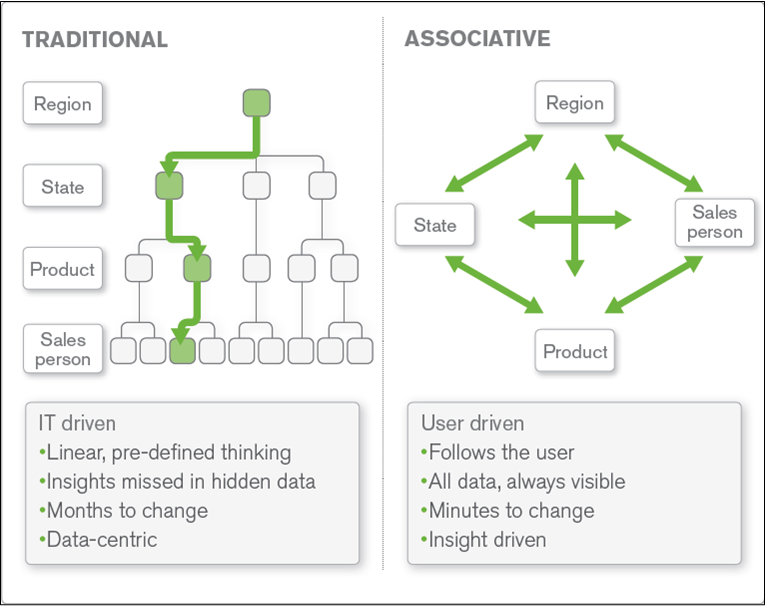 TRADITIONAL
Region
State
Product
Sales
person
IT driven
•Linear, pre-defined thinking
•Insights missed in hidden data
•Months to change
•Data-centric
ASSOCIATIVE
Region
State
Sales
person
Product
User driven
•Follows the user
•All data, always visible
•Minutes to change
•Insight driven